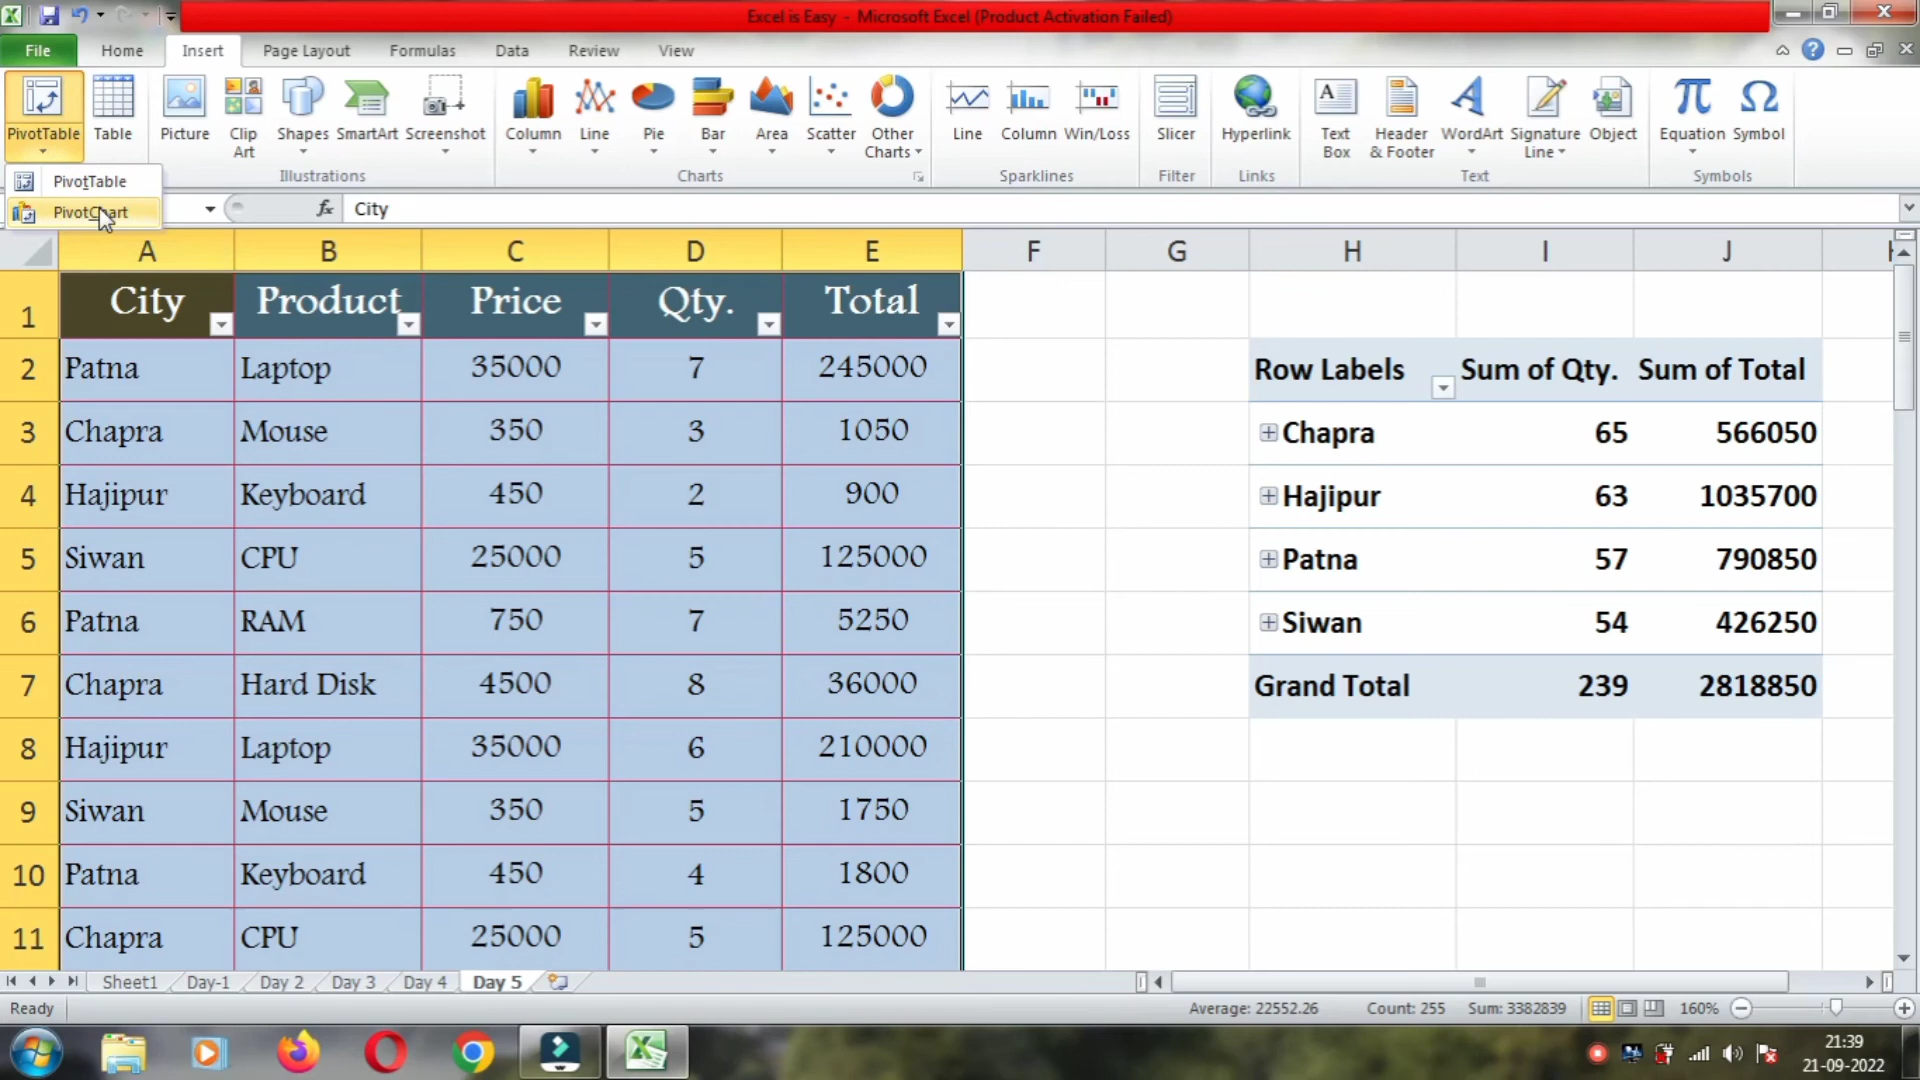 Excel is Easy - Microsoft Excel (Product Activation Failed)
File Home Insert Page Layout Formulas Data Review View
PivotTable Table Picture Clip Art Shapes SmartArt Screenshot Column Line Pie Bar Area Scatter Other Charts Line Column Win/Loss Slicer Hyperlink Text Box Header & Footer WordArt Signature Line Object Equation Symbol
Illustrations Charts Sparklines Filter Links Text Symbols
PivotTable
PivotChart
fx City
A B C D E F G H I J
1 City Product Price Qty. Total
2 Patna Laptop 35000 7 245000 Row Labels Sum of Qty. Sum of Total
3 Chapra Mouse 350 3 1050 Chapra 65 566050
4 Hajipur Keyboard 450 2 900 Hajipur 63 1035700
5 Siwan CPU 25000 5 125000 Patna 57 790850
6 Patna RAM 750 7 5250 Siwan 54 426250
7 Chapra Hard Disk 4500 8 36000 Grand Total 239 2818850
8 Hajipur Laptop 35000 6 210000
9 Siwan Mouse 350 5 1750
10 Patna Keyboard 450 4 1800
11 Chapra CPU 25000 5 125000
Sheet1 Day-1 Day 2 Day 3 Day 4 Day 5
Ready Average: 22552.26 Count: 255 Sum: 3382839 160%
21:39
21-09-2022